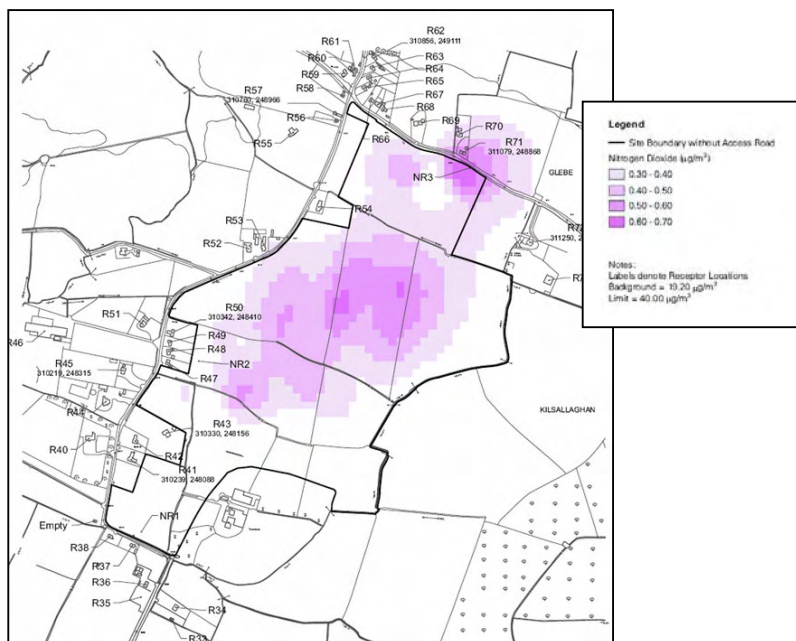 R62
310856, 249111
R61
R60
R63
R59
R64
R65
R57
310760, 248966
R58
R67
R56
R68
R69
R70
R55
R66
R71
311079, 248868
NR3
GLEBE
R54
R53
R52
R50
310342, 248410
R51
R49
R48
R45
310219, 248315
NR2
R47
R44
R43
310330, 248156
KILSALLAGHAN
R40
R42
R41
310239, 248088
Empty
NR1
R38
R37
R36
R35
R34
R33
Legend
Site Boundary without Access Road
Nitrogen Dioxide (µg/m³)
0.30 - 0.40
0.40 - 0.50
0.50 - 0.60
0.60 - 0.70
Notes:
Labels denote Receptor Locations
Background = 19.20 µg/m³
Limit = 40.00 µg/m³